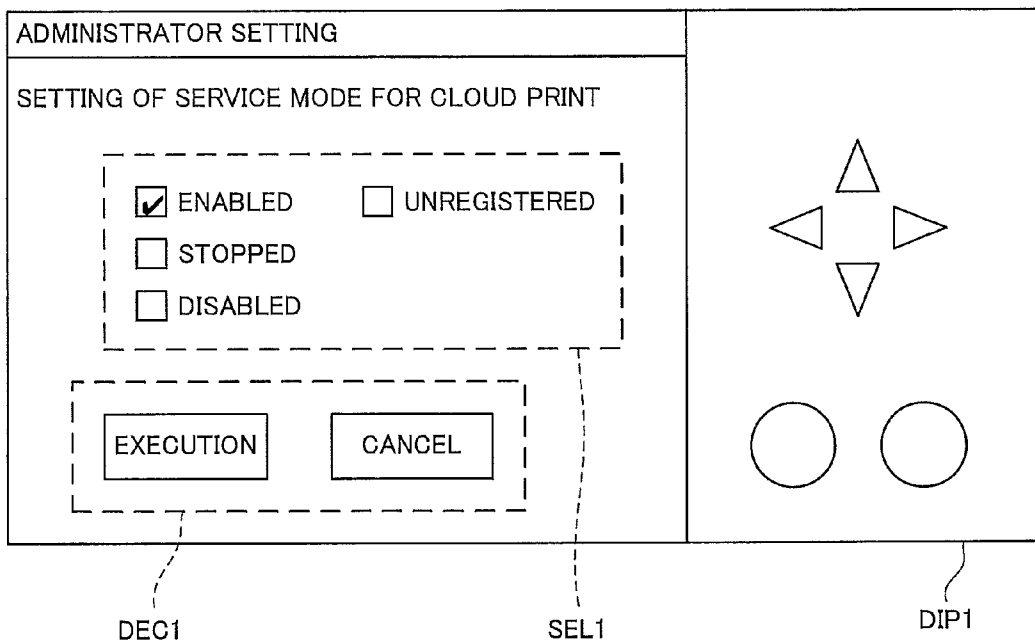 ADMINISTRATOR SETTING
SETTING OF SERVICE MODE FOR CLOUD PRINT
ENABLED UNREGISTERED
STOPPED
DISABLED
EXECUTION CANCEL
DEC1 SEL1 DIP1